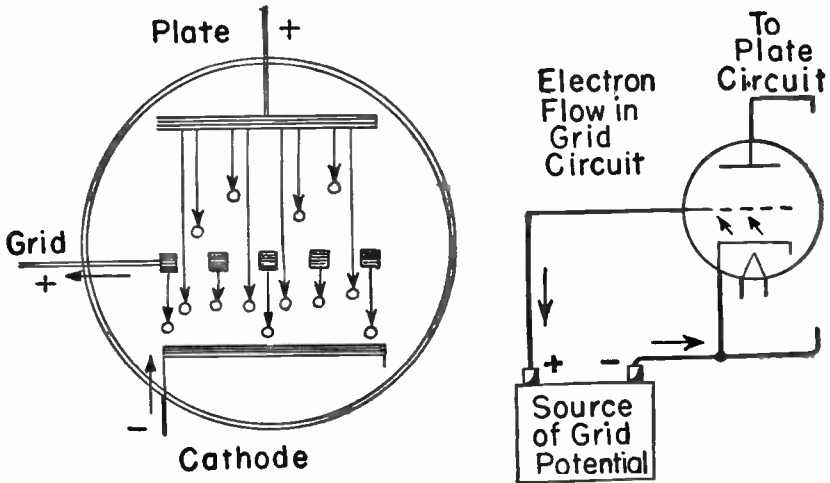 Plate +
Grid
+
-
Cathode
Electron
Flow in
Grid
Circuit
To
Plate
Circuit
+ -
Source
of Grid
Potential